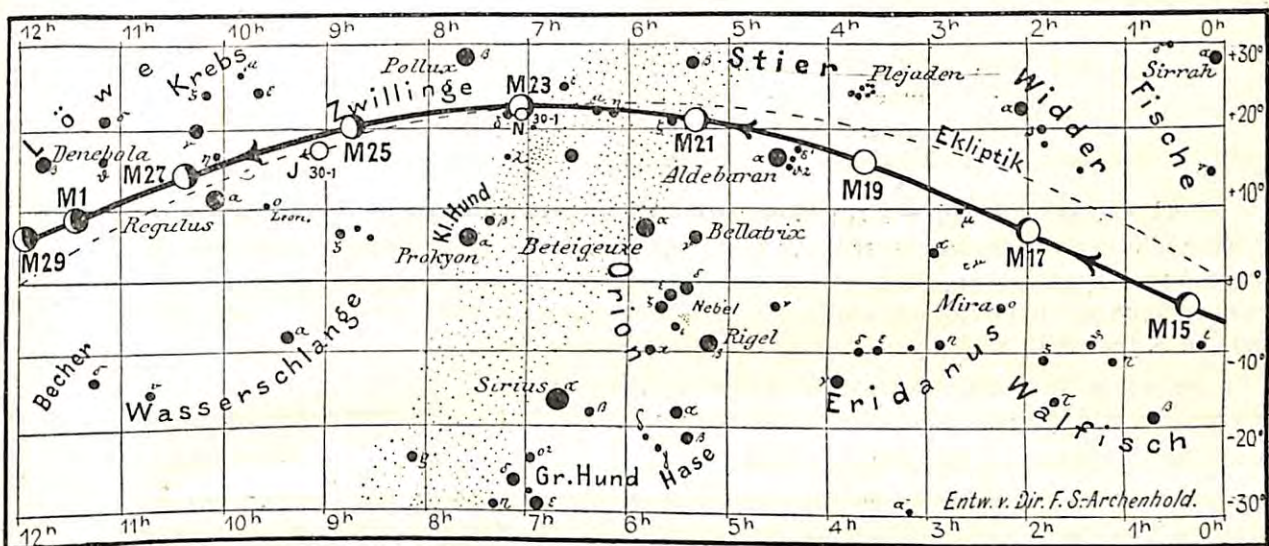 12h 11h 10h 9h 8h 7h 6h 5h 4h 3h 2h 1h 0h
+30°
+20°
+10°
± 0°
-10°
-20°
-30°
Löwe
Krebs
Zwillinge
Pollux β
Stier
Plejaden
Widder
Fische
Sirrah
M23
N 30-1
M21
M25
J 30-1
Ekliptik
Denebola
M27
M1
Regulus
Leon.
M29
Aldebaran
M19
Kl.Hund
Prokyon
Beteigeuze
Bellatrix
M17
Orion
Nebel
Mira
M15
Rigel
Becher
Wasserschlange
Sirius α
Fridanus
Walfisch
Hase
Gr.Hund
Entw. v. Dir. F. S. Archenhold.
12h 11h 10h 9h 8h 7h 6h 5h 4h 3h 2h 1h 0h